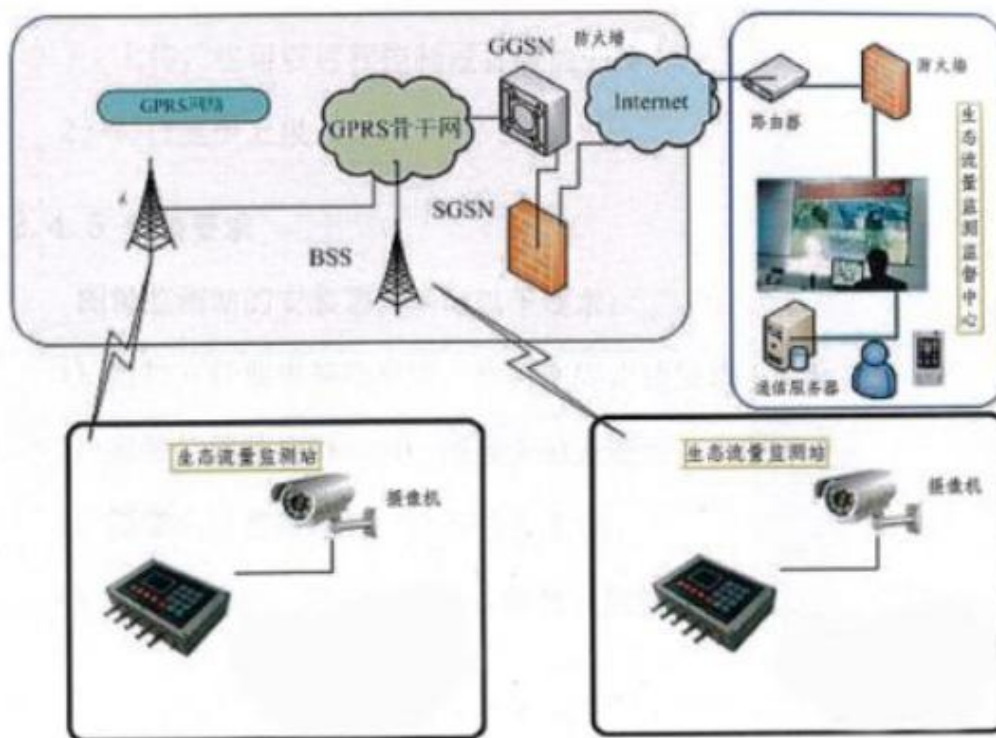 GGSN
防火墙
GPRS网络
GPRS骨干网
Internet
路由器
防火墙
SGSN
BSS
生态流量监测监督中心
通信服务器
生态流量监测站
摄像机
生态流量监测站
摄像机